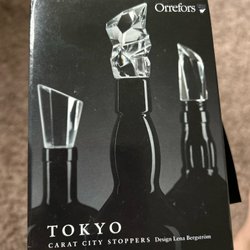 Orrefors
TOKYO
CARAT CITY STOPPERS Design Lena Bergström